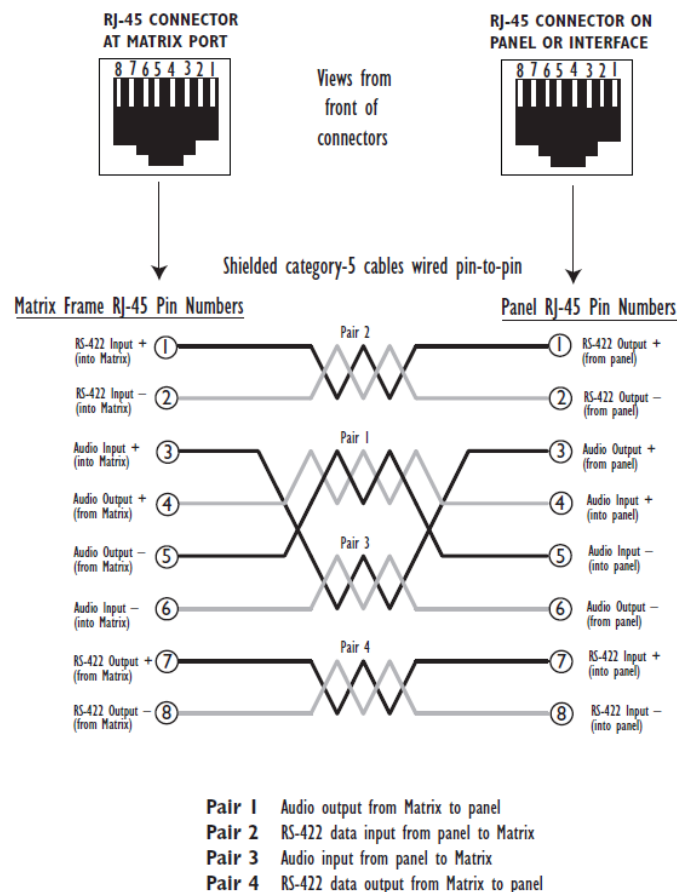 RJ-45 CONNECTOR
AT MATRIX PORT
RJ-45 CONNECTOR ON
PANEL OR INTERFACE
8 7 6 5 4 3 2 1
8 7 6 5 4 3 2 1
Views from
front of
connectors
Shielded category-5 cables wired pin-to-pin
Matrix Frame RJ-45 Pin Numbers
Panel RJ-45 Pin Numbers
RS-422 Input +
(into Matrix)
1
Pair 2
1
RS-422 Output +
(from panel)
RS-422 Input –
(into Matrix)
2
2
RS-422 Output –
(from panel)
Audio Input +
(into Matrix)
3
Pair 1
3
Audio Output +
(from panel)
Audio Output +
(from Matrix)
4
4
Audio Input +
(into panel)
Audio Output –
(from Matrix)
5
Pair 3
5
Audio Input –
(into panel)
Audio Input –
(into Matrix)
6
6
Audio Output –
(from panel)
RS-422 Output +
(from Matrix)
7
Pair 4
7
RS-422 Input +
(into panel)
RS-422 Output –
(from Matrix)
8
8
RS-422 Input –
(into panel)
Pair 1 Audio output from Matrix to panel
Pair 2 RS-422 data input from panel to Matrix
Pair 3 Audio input from panel to Matrix
Pair 4 RS-422 data output from Matrix to panel